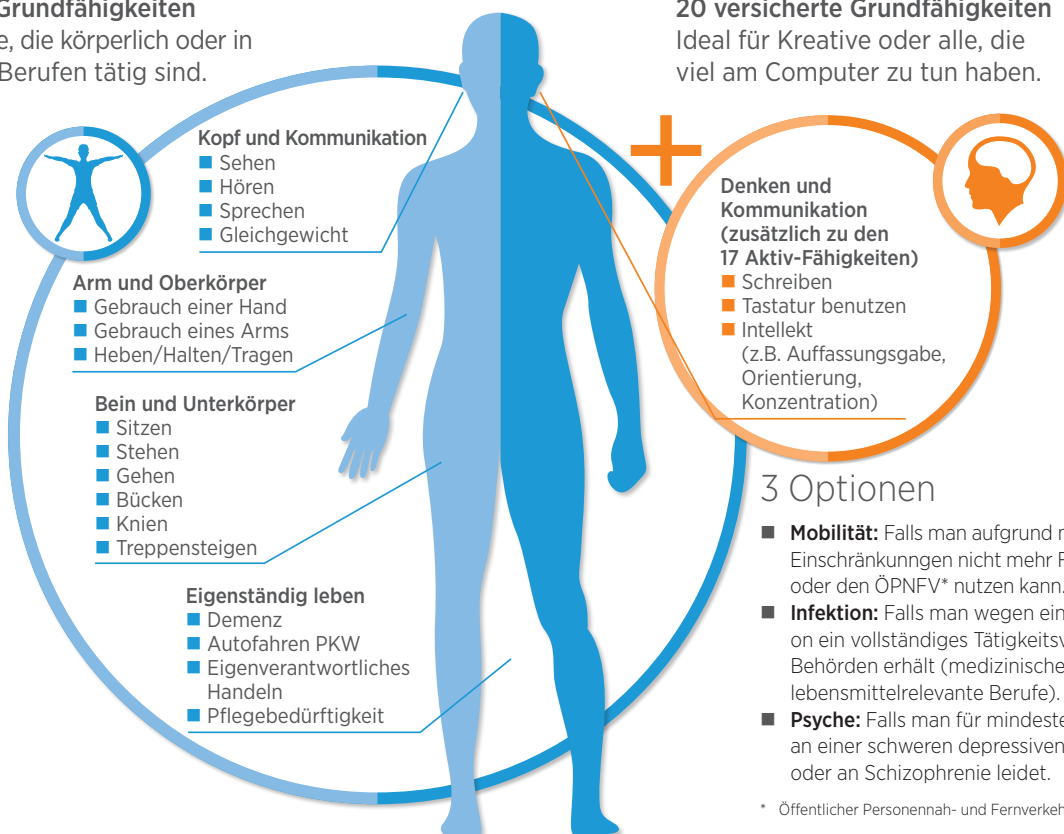 Grundfähigkeiten
die körperlich oder in
Berufen tätig sind.
20 versicherte Grundfähigkeiten
Ideal für Kreative oder alle, die
viel am Computer zu tun haben.
Kopf und Kommunikation
Sehen
Hören
Sprechen
Gleichgewicht
Arm und Oberkörper
Gebrauch einer Hand
Gebrauch eines Arms
Heben/Halten/Tragen
Bein und Unterkörper
Sitzen
Stehen
Gehen
Bücken
Knien
Treppensteigen
Eigenständig leben
Demenz
Autofahren PKW
Eigenverantwortliches
Handeln
Pflegebedürftigkeit
Denken und
Kommunikation
(zusätzlich zu den
17 Aktiv-Fähigkeiten)
Schreiben
Tastatur benutzen
Intellekt
(z.B. Auffassungsgabe,
Orientierung,
Konzentration)
3 Optionen
Mobilität: Falls man aufgrund
Einschränkunngen nicht mehr
oder den ÖPNFV* nutzen kann.
Infektion: Falls man wegen
on ein vollständiges
Behörden erhält (medizinische
lebensmittelrelevante Berufe).
Psyche: Falls man für
an einer schweren depressiven
oder an Schizophrenie leidet.
* Öffentlicher Personennah- und